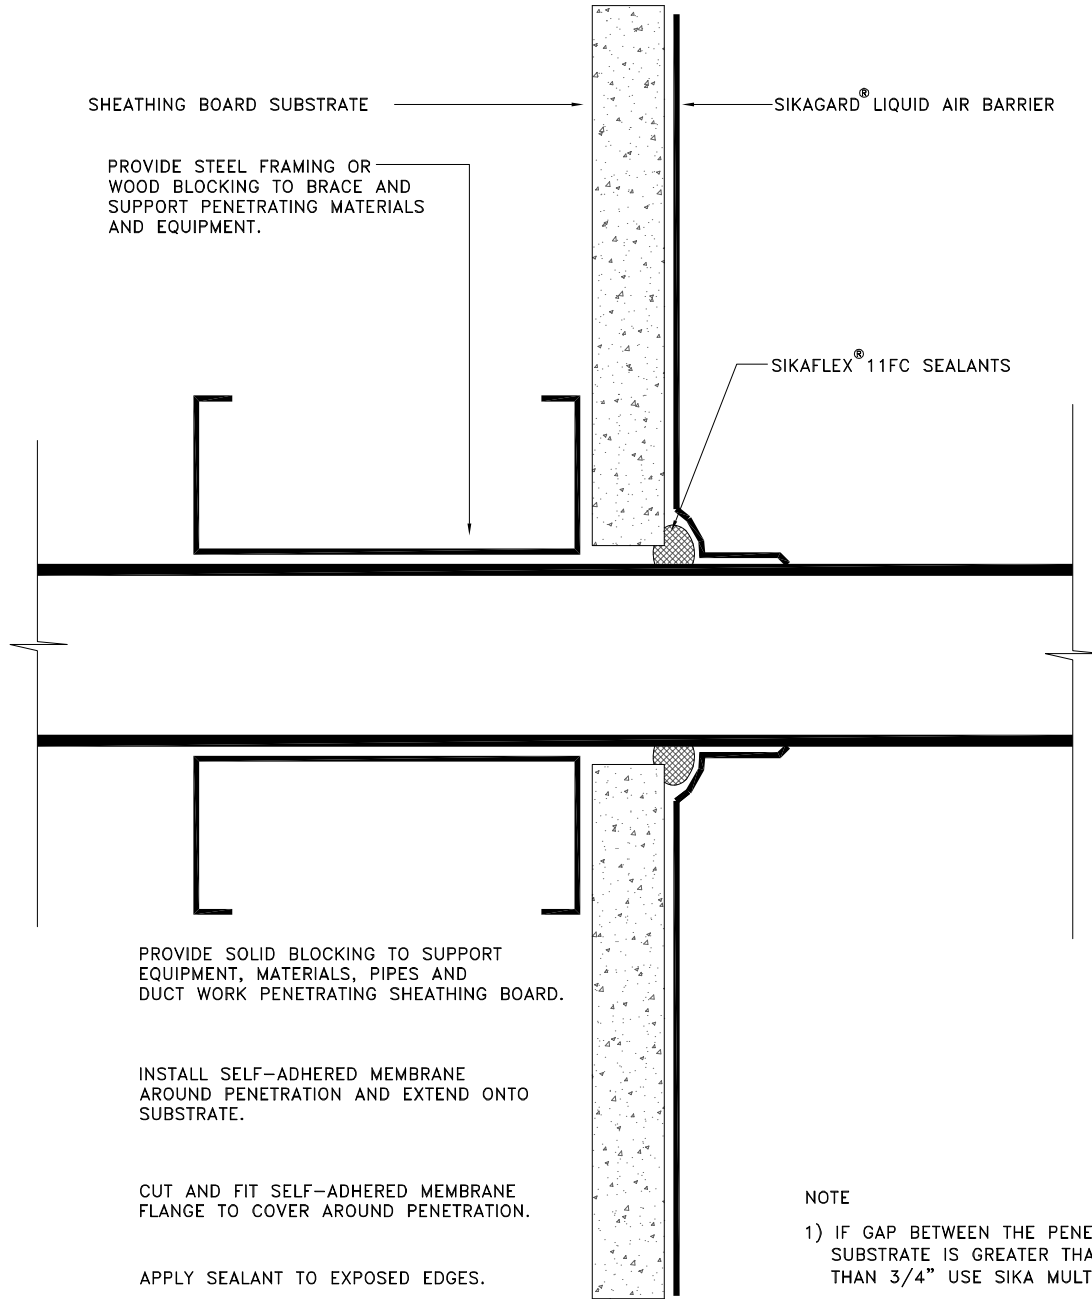 SHEATHING BOARD SUBSTRATE
SIKAGARD® LIQUID AIR BARRIER
PROVIDE STEEL FRAMING OR
WOOD BLOCKING TO BRACE AND
SUPPORT PENETRATING MATERIALS
AND EQUIPMENT.
SIKAFLEX® 11FC SEALANTS
PROVIDE SOLID BLOCKING TO SUPPORT
EQUIPMENT, MATERIALS, PIPES AND
DUCT WORK PENETRATING SHEATHING BOARD.
INSTALL SELF-ADHERED MEMBRANE
AROUND PENETRATION AND EXTEND ONTO
SUBSTRATE.
CUT AND FIT SELF-ADHERED MEMBRANE
FLANGE TO COVER AROUND PENETRATION.
APPLY SEALANT TO EXPOSED EDGES.
NOTE
1) IF GAP BETWEEN THE
SUBSTRATE IS GREATER
THAN 3/4" USE SIKA